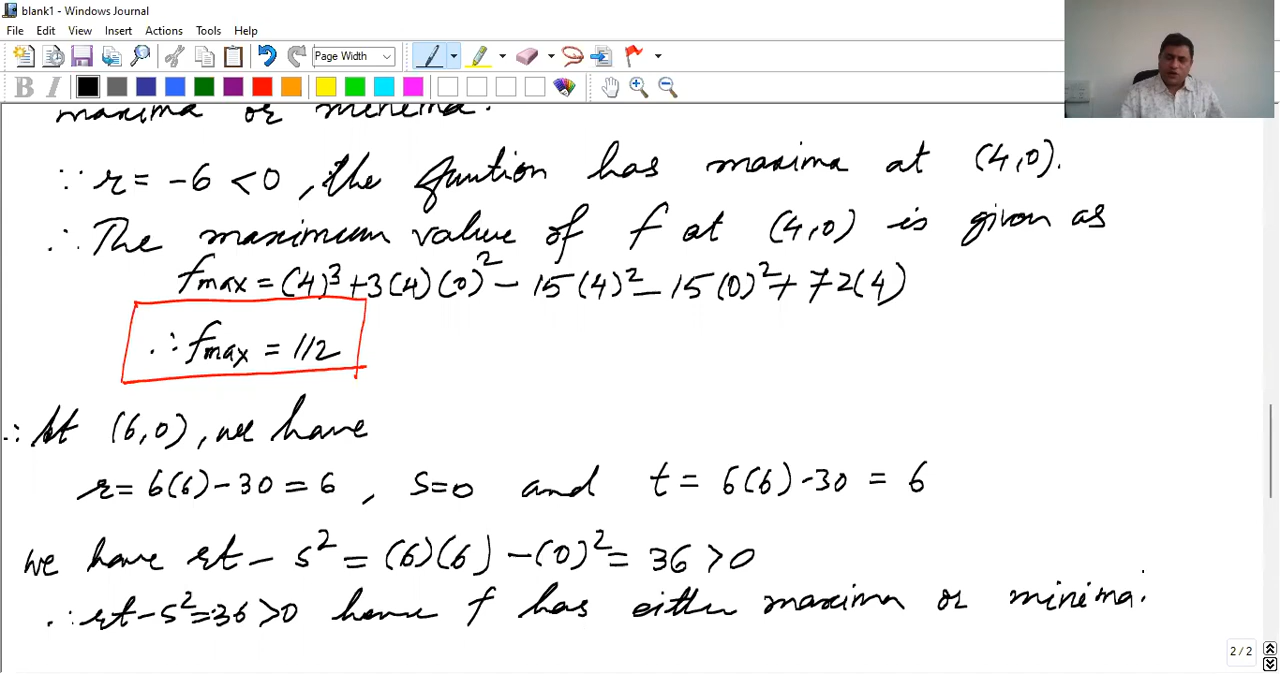 blank1 - Windows Journal
File Edit View Insert Actions Tools Help
Page Width
B I
maxima or minima.
∵ r = -6 < 0, the funtion has maxima at (4,0).
∴ The maximum value of f at (4,0) is given as
fmax = (4)³ + 3(4)(0)² - 15(4)² - 15(0)² + 72(4)
∴ fmax = 112
∴ At (6,0), we have
r = 6(6) - 30 = 6, s=0 and t = 6(6) - 30 = 6
we have rt - s² = (6)(6) - (0)² = 36 > 0
∴ rt - s² = 36 > 0 hence f has either maxima or minima.
2 / 2